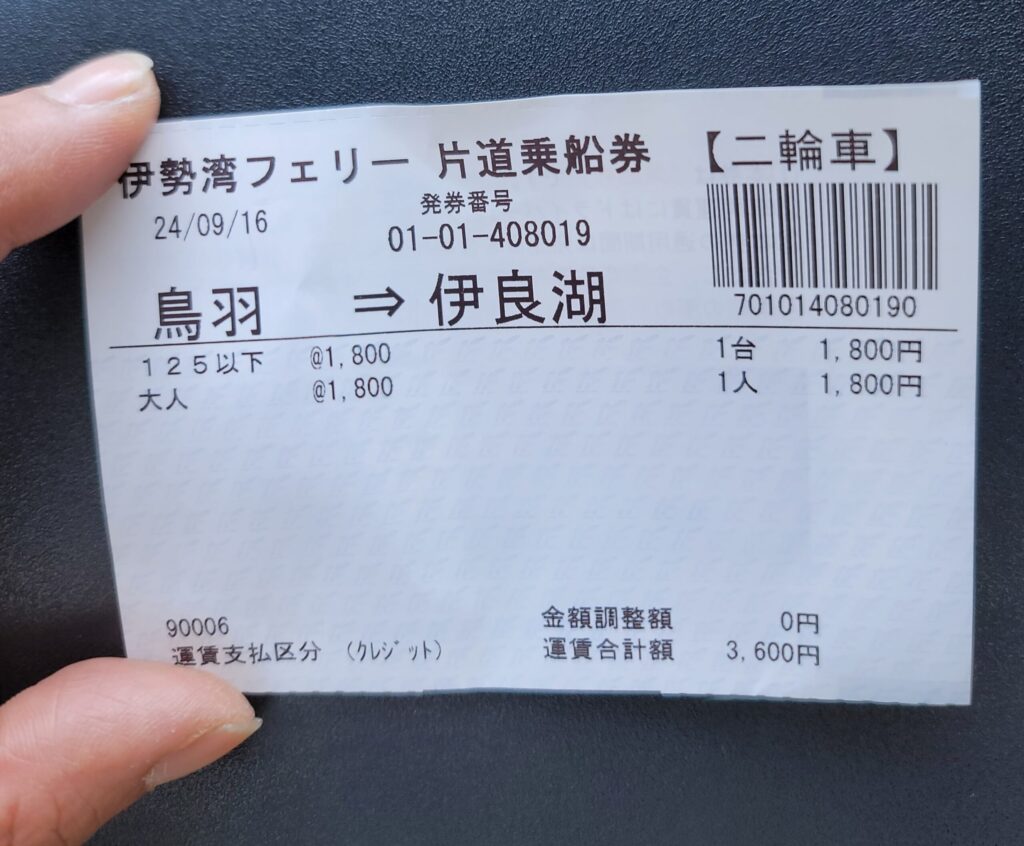 伊勢湾フェリー 片道乗船券 【二輪車】
24/09/16 発券番号
01-01-408019
701014080190
鳥羽 ⇒ 伊良湖
125以下 @1,800 1台 1,800円
大人 @1,800 1人 1,800円
90006 金額調整額 0円
運賃支払区分 (クレジット) 運賃合計額 3,600円